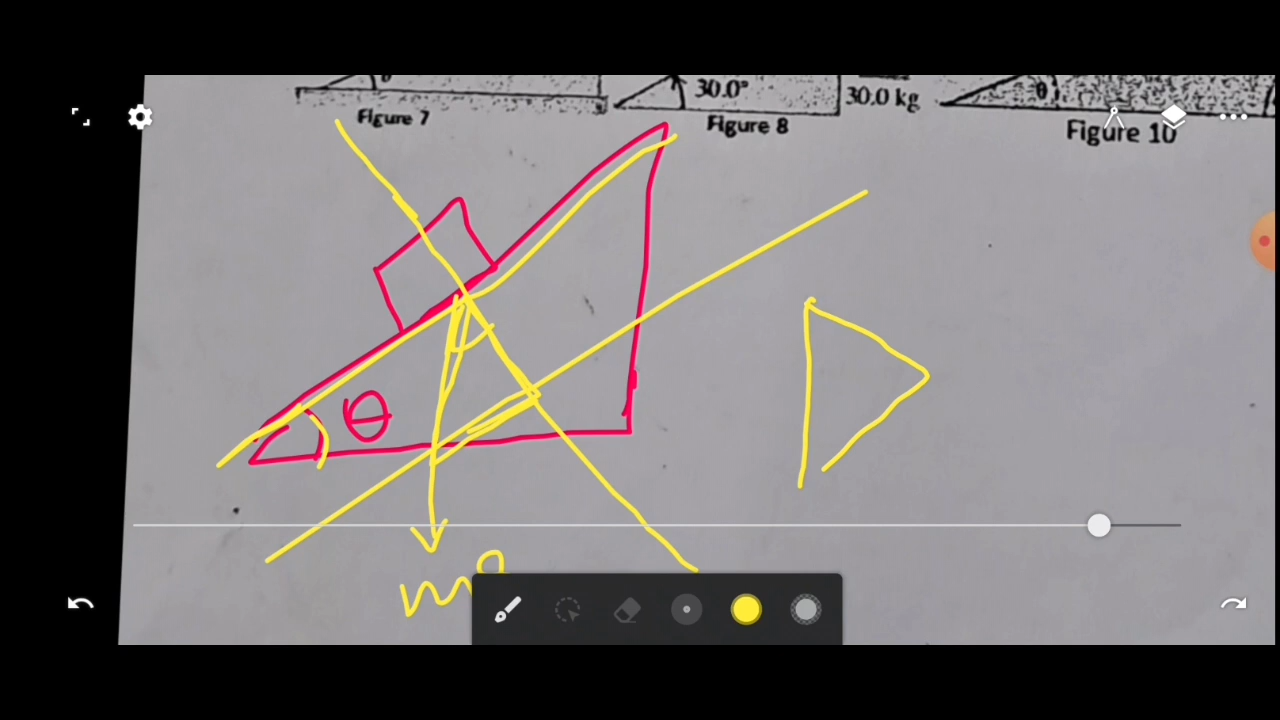 30.0°
30.0 kg
θ
Figure 7
Figure 8
Figure 10
θ
mg